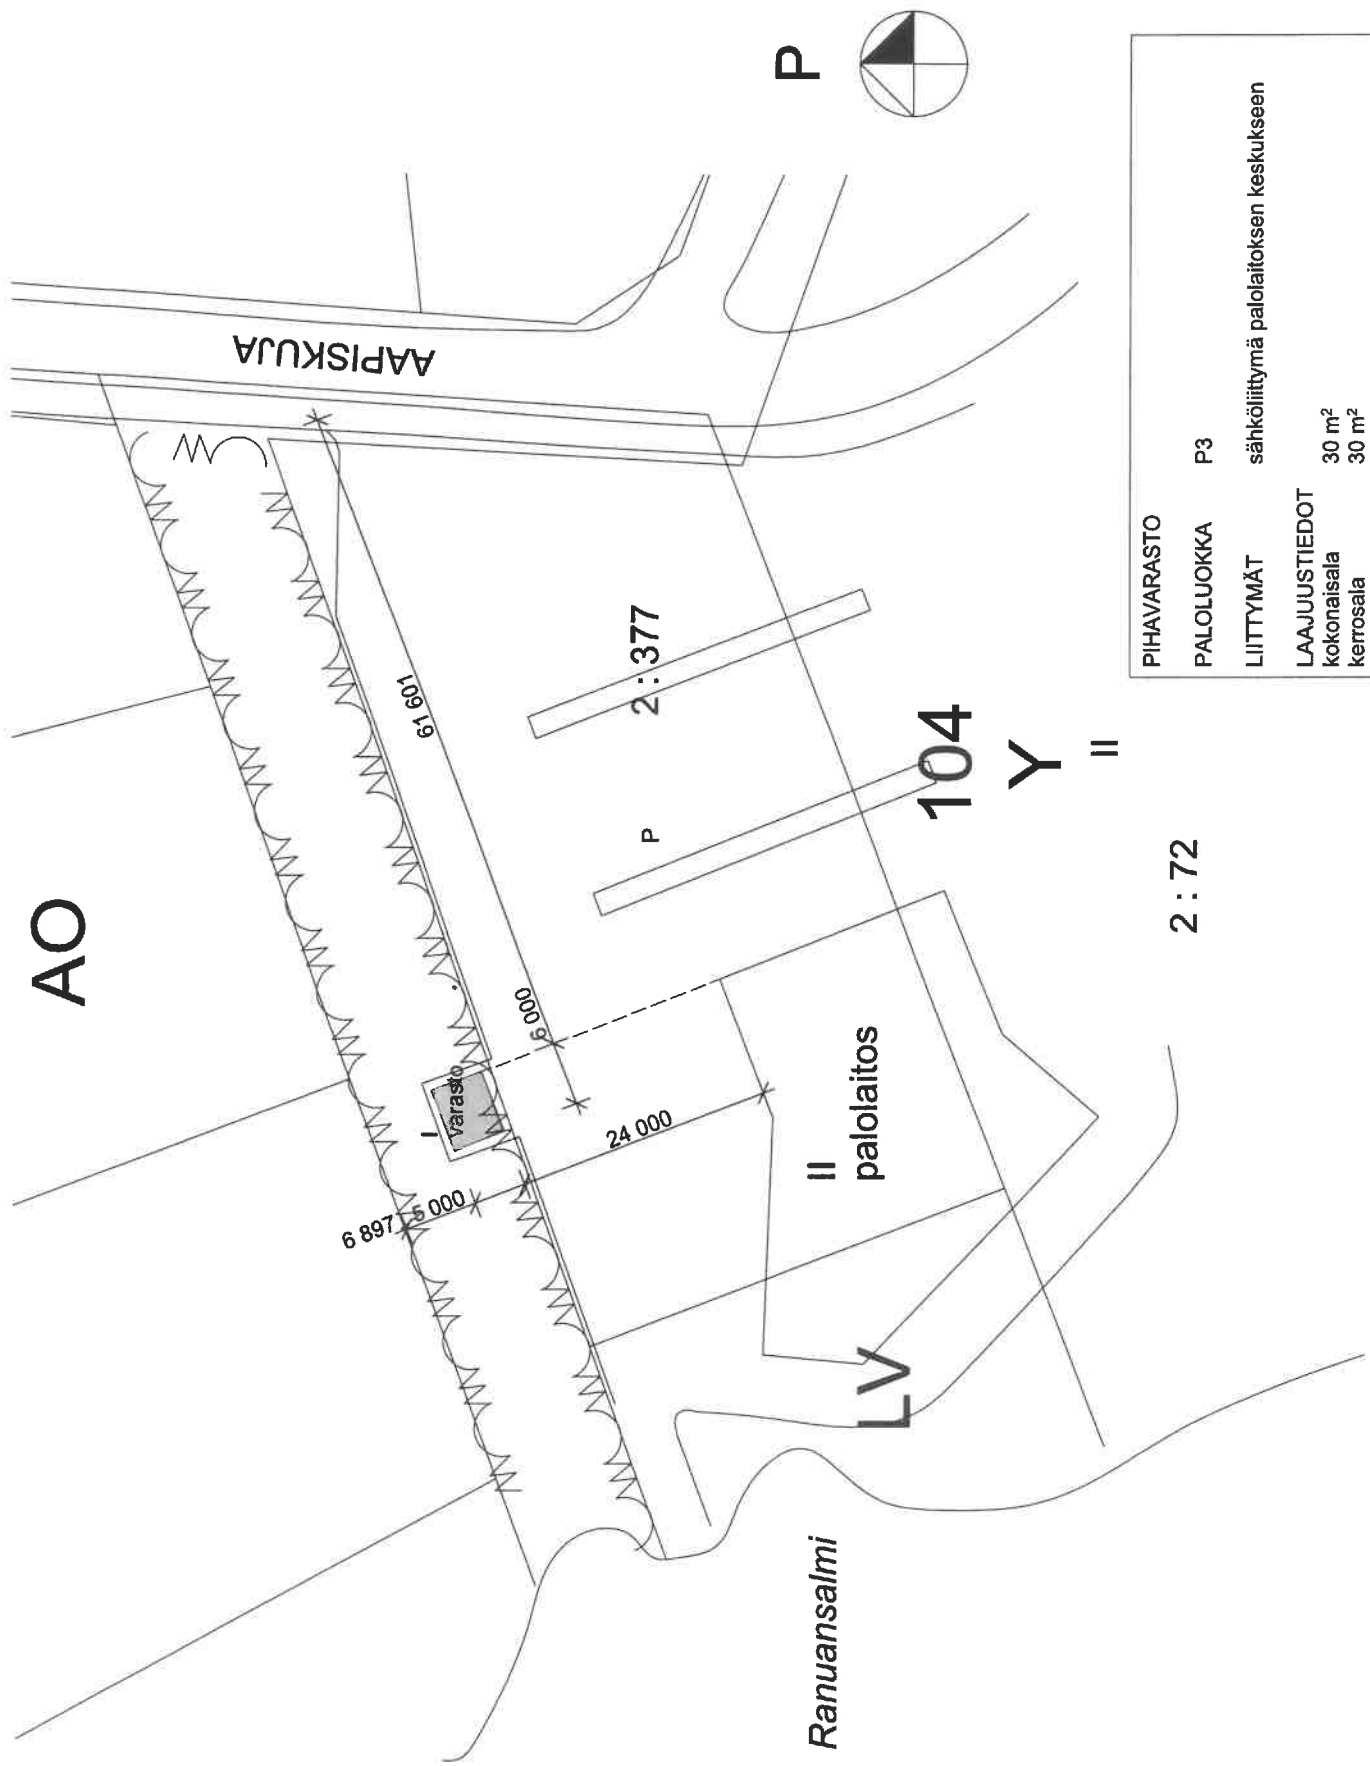 AO
P
AAPISKUJA
61 601
2 : 377
P
6 000
I
varasto
24 000
6 897
5 000
II
palolaitos
104
Y
II
2 : 72
LV
Ranuansalmi
PIHAVARASTO
PALOLUOKKA P3
LIITTYMÄT sähköliittymä palolaitoksen keskukseen
LAAJUUSTIEDOT
kokonaisala 30 m²
kerrosala 30 m²